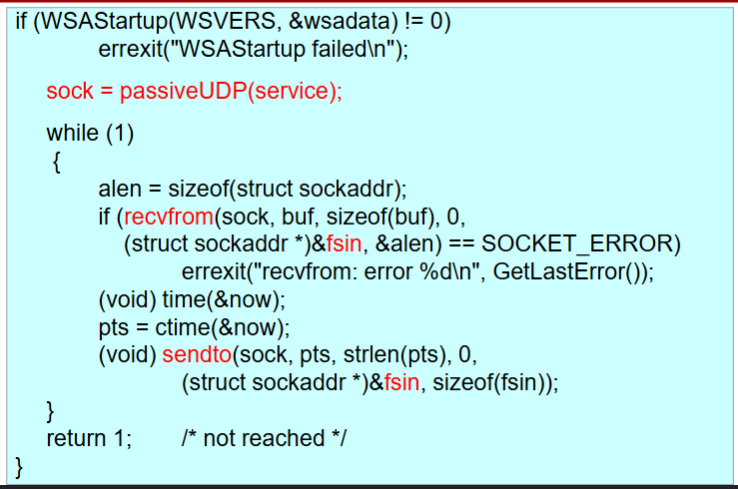 if (WSAStartup(WSVERS, &wsadata) != 0)
errexit("WSAStartup failed\n");
sock = passiveUDP(service);
while (1)
{
alen = sizeof(struct sockaddr);
if (recvfrom(sock, buf, sizeof(buf), 0,
(struct sockaddr *)&fsin, &alen) == SOCKET_ERROR)
errexit("recvfrom: error %d\n", GetLastError());
(void) time(&now);
pts = ctime(&now);
(void) sendto(sock, pts, strlen(pts), 0,
(struct sockaddr *)&fsin, sizeof(fsin));
}
return 1; /* not reached */
}